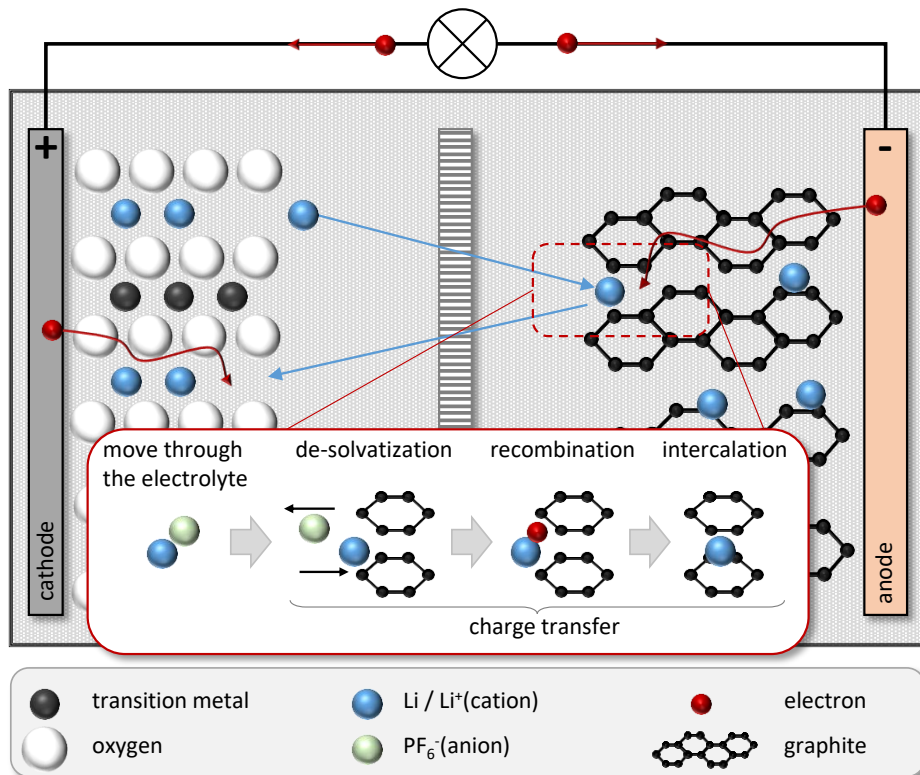 +
-
move through
the electrolyte
de-solvatization
recombination
intercalation
cathode
anode
charge transfer
transition metal
Li / Li⁺(cation)
electron
oxygen
PF₆⁻(anion)
graphite